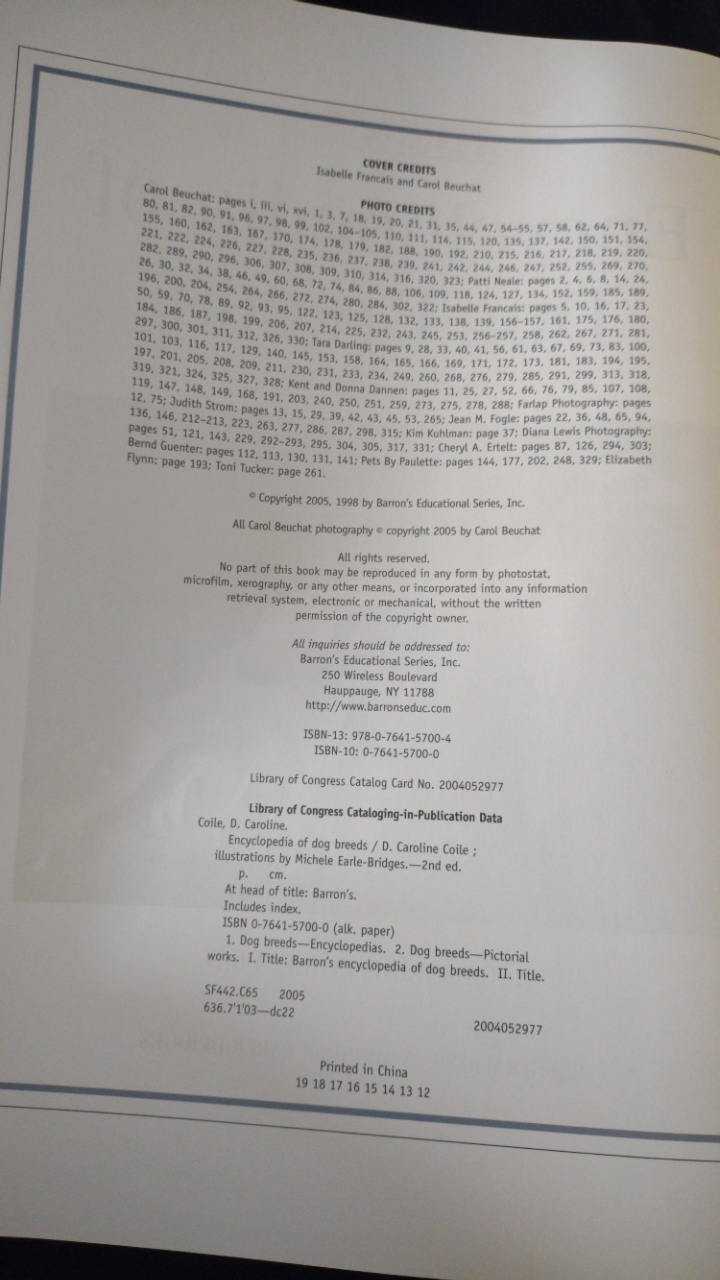 COVER CREDITS
Isabelle Francais and Carol Beuchat
PHOTO CREDITS
Carol Beuchat: pages i, iii, vi, xvi, 1, 3, 7, 18, 19, 20, 21, 31, 35, 44, 47, 54–55, 57, 58, 62, 64, 71, 77,
80, 81, 82, 90, 91, 96, 97, 98, 99, 102, 104–105, 110, 111, 114, 115, 120, 135, 137, 142, 150, 151, 154,
155, 160, 162, 163, 167, 170, 174, 178, 179, 182, 188, 190, 192, 210, 215, 216, 217, 218, 219, 220,
221, 222, 224, 226, 227, 228, 235, 236, 237, 238, 239, 241, 242, 244, 246, 247, 252, 255, 269, 270,
282, 289, 290, 296, 306, 307, 308, 309, 310, 314, 316, 320, 323; Patti Neale: pages 2, 4, 6, 8, 14, 24,
26, 30, 32, 34, 38, 46, 49, 60, 68, 72, 74, 84, 86, 88, 106, 109, 118, 124, 127, 134, 152, 159, 185, 189,
196, 200, 204, 254, 264, 266, 272, 274, 280, 284, 302, 322; Isabelle Francais: pages 5, 10, 16, 17, 23,
50, 59, 70, 78, 89, 92, 93, 95, 122, 123, 125, 128, 132, 133, 138, 139, 156–157, 161, 175, 176, 180,
184, 186, 187, 198, 199, 206, 207, 214, 225, 232, 243, 245, 253, 256–257, 258, 262, 267, 271, 281,
297, 300, 301, 311, 312, 326, 330; Tara Darling: pages 9, 28, 33, 40, 41, 56, 61, 63, 67, 69, 73, 83, 100,
101, 103, 116, 117, 129, 140, 145, 153, 158, 164, 165, 166, 169, 171, 172, 173, 181, 183, 194, 195,
197, 201, 205, 208, 209, 211, 230, 231, 233, 234, 249, 260, 268, 276, 279, 285, 291, 299, 313, 318,
319, 321, 324, 325, 327, 328; Kent and Donna Dannen: pages 11, 25, 27, 52, 66, 76, 79, 85, 107, 108,
119, 147, 148, 149, 168, 191, 203, 240, 250, 251, 259, 273, 275, 278, 288; Farlap Photography: pages
12, 75; Judith Strom: pages 13, 15, 29, 39, 42, 43, 45, 53, 265; Jean M. Fogle: pages 22, 36, 48, 65, 94,
136, 146, 212–213, 223, 263, 277, 286, 287, 298, 315; Kim Kuhlman: page 37; Diana Lewis Photography:
pages 51, 121, 143, 229, 292–293, 295, 304, 305, 317, 331; Cheryl A. Ertelt: pages 87, 126, 294, 303;
Bernd Guenter: pages 112, 113, 130, 131, 141; Pets By Paulette: pages 144, 177, 202, 248, 329; Elizabeth
Flynn: page 193; Toni Tucker: page 261.
© Copyright 2005, 1998 by Barron's Educational Series, Inc.
All Carol Beuchat photography © copyright 2005 by Carol Beuchat
All rights reserved.
No part of this book may be reproduced in any form by photostat,
microfilm, xerography, or any other means, or incorporated into any information
retrieval system, electronic or mechanical, without the written
permission of the copyright owner.
All inquiries should be addressed to:
Barron's Educational Series, Inc.
250 Wireless Boulevard
Hauppauge, NY 11788
http://www.barronseduc.com
ISBN-13: 978-0-7641-5700-4
ISBN-10: 0-7641-5700-0
Library of Congress Catalog Card No. 2004052977
Library of Congress Cataloging-in-Publication Data
Coile, D. Caroline.
Encyclopedia of dog breeds / D. Caroline Coile ;
illustrations by Michele Earle-Bridges.—2nd ed.
p. cm.
At head of title: Barron's.
Includes index.
ISBN 0-7641-5700-0 (alk. paper)
1. Dog breeds—Encyclopedias. 2. Dog breeds—Pictorial
works. I. Title: Barron's encyclopedia of dog breeds. II. Title.
SF442.C65 2005
636.7'1'03—dc22
2004052977
Printed in China
19 18 17 16 15 14 13 12